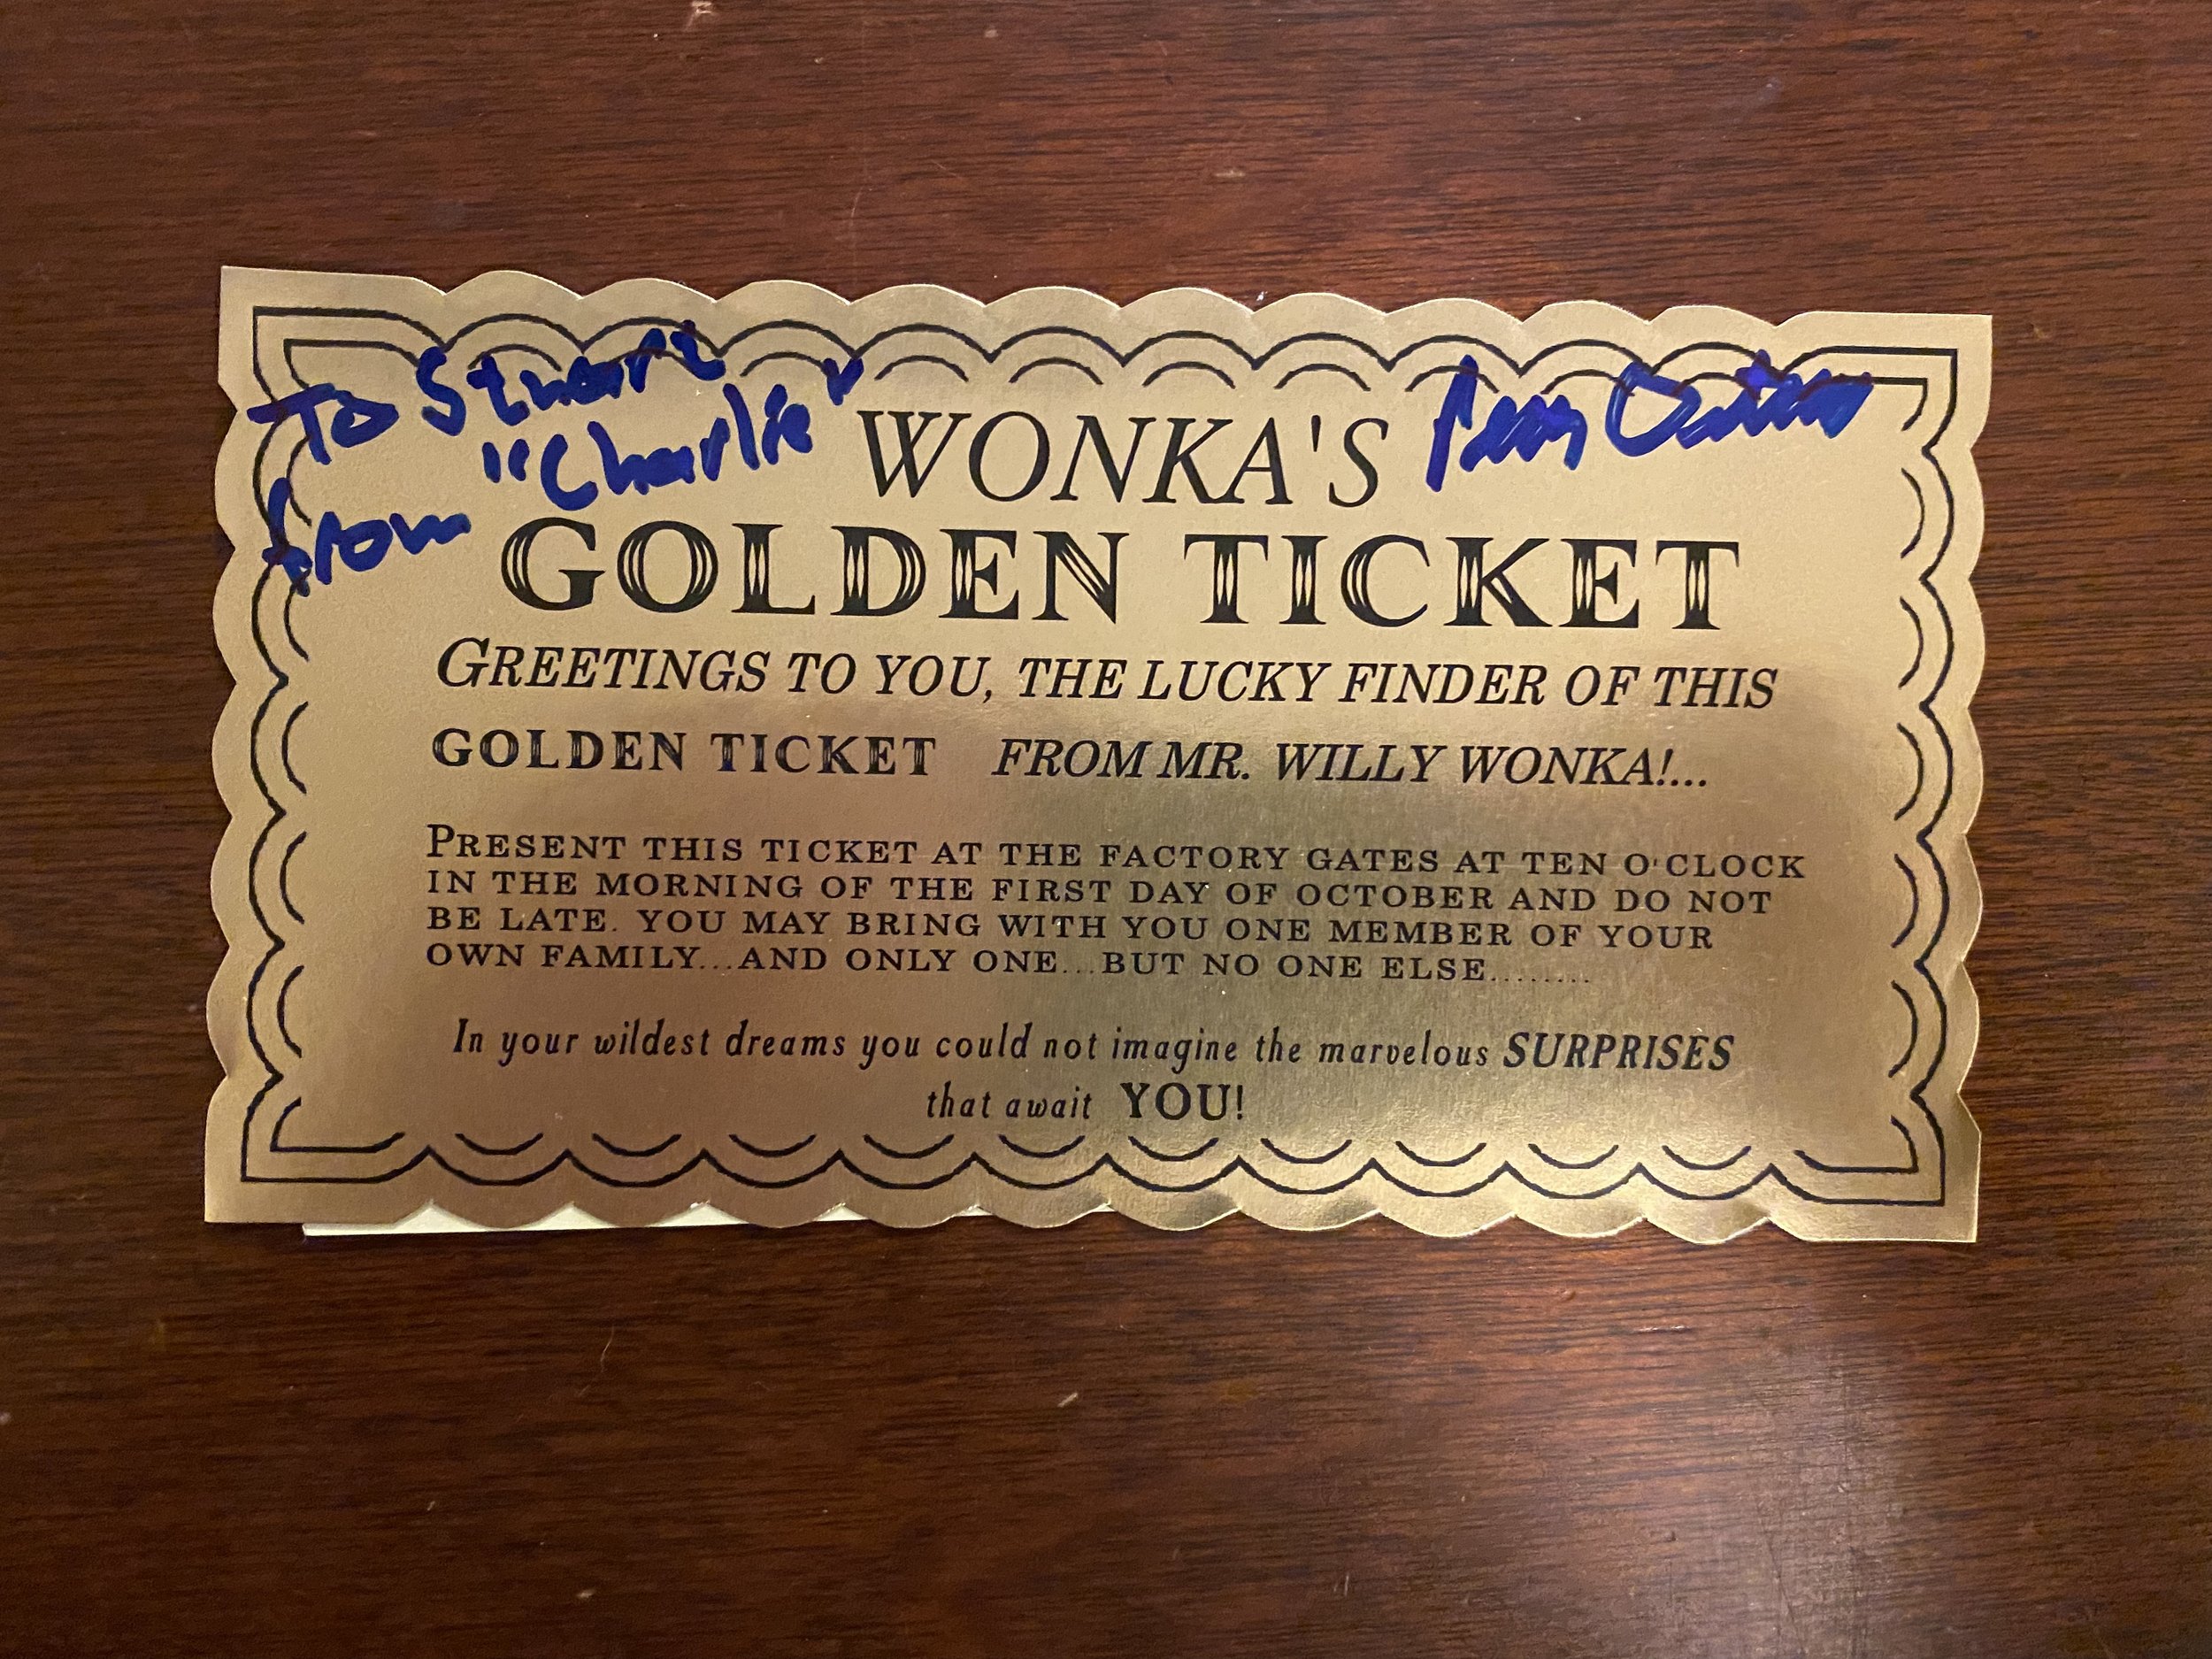 To Stuart
from "Charlie"
Peter Ostrum
WONKA'S
GOLDEN TICKET
GREETINGS TO YOU, THE LUCKY FINDER OF THIS
GOLDEN TICKET FROM MR. WILLY WONKA!...
PRESENT THIS TICKET AT THE FACTORY GATES AT TEN O'CLOCK
IN THE MORNING OF THE FIRST DAY OF OCTOBER AND DO NOT
BE LATE. YOU MAY BRING WITH YOU ONE MEMBER OF YOUR
OWN FAMILY...AND ONLY ONE...BUT NO ONE ELSE.........
In your wildest dreams you could not imagine the marvelous SURPRISES
that await YOU!